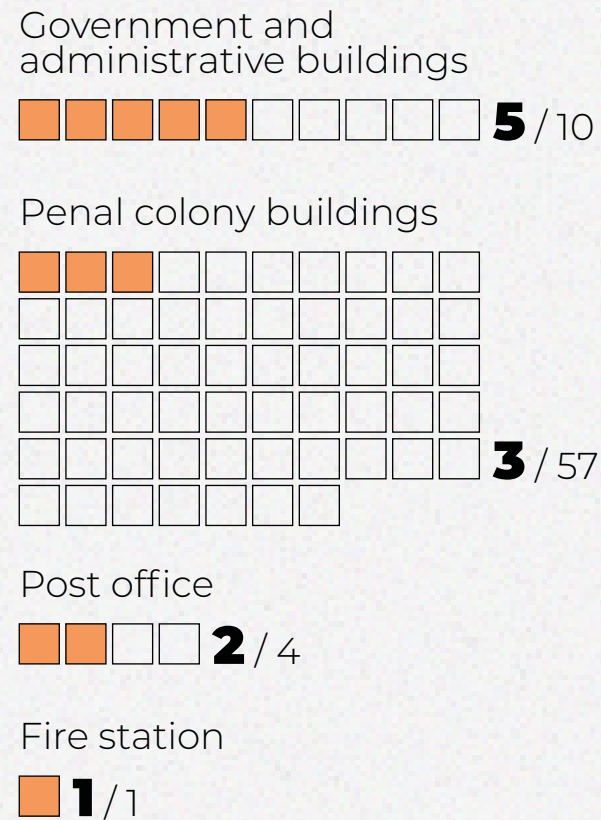 Government and
administrative buildings
5 / 10
Penal colony buildings
3 / 57
Post office
2 / 4
Fire station
1 / 1